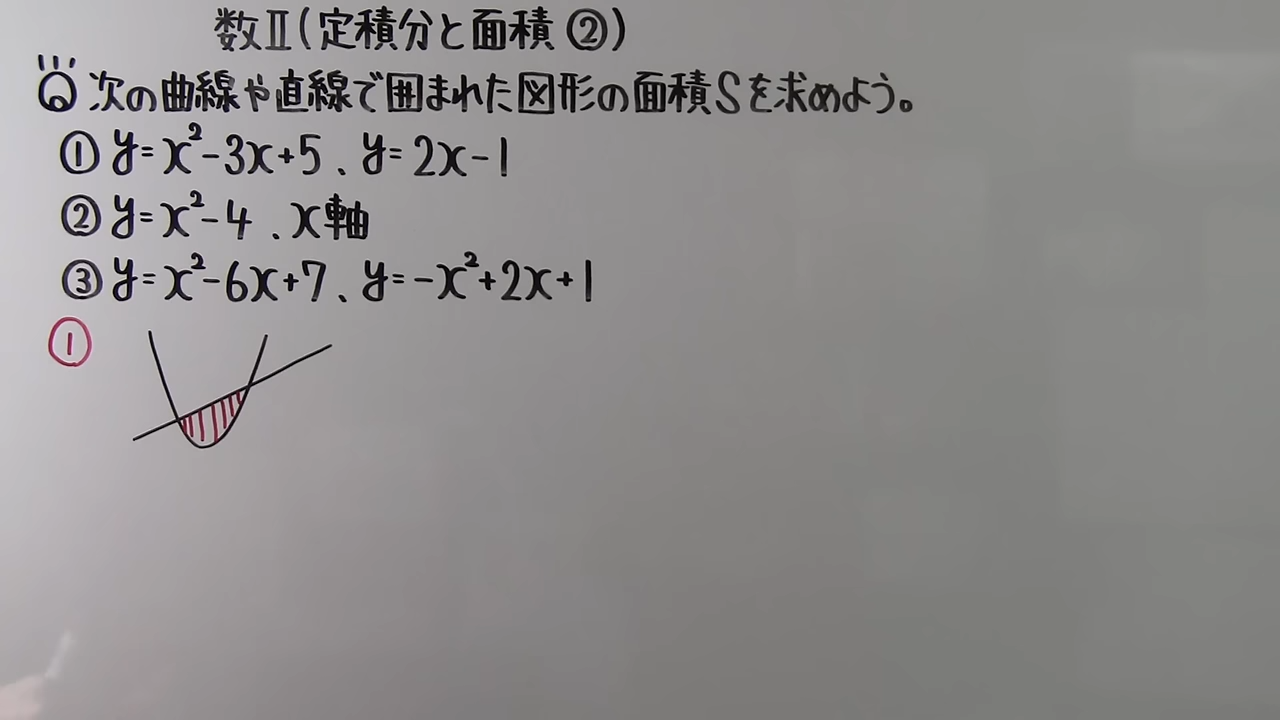 数Ⅱ(定積分と面積②)
Q 次の曲線や直線で囲まれた図形の面積Sを求めよう。
① y=x²-3x+5、y=2x-1
② y=x²-4、x軸
③ y=x²-6x+7、y=-x²+2x+1
①